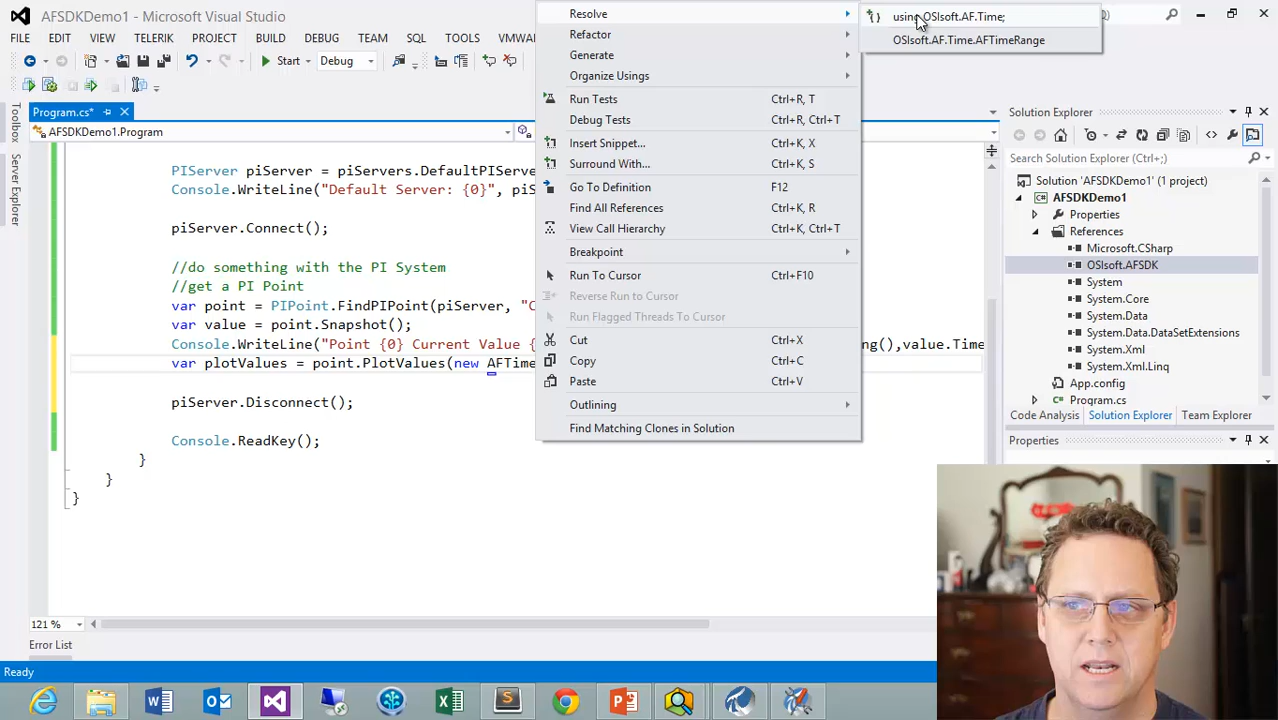 AFSDKDemo1 - Microsoft Visual Studio
FILE EDIT VIEW TELERIK PROJECT BUILD DEBUG TEAM SQL TOOLS VMWA
Start Debug
Program.cs*
AFSDKDemo1.Program
Toolbox
Server Explorer
PIServer piServer = piServers.DefaultPISer
Console.WriteLine("Default Server: {0}", piS
piServer.Connect();
//do something with the PI System
//get a PI Point
var point = PIPoint.FindPIPoint(piServer, "C
var value = point.Snapshot();
Console.WriteLine("Point {0} Current Value { ng(),value.Time
var plotValues = point.PlotValues(new AFTime
piServer.Disconnect();
Console.ReadKey();
}
}
}
121 %
Error List
Ready
Resolve
Refactor
Generate
Organize Usings
Run Tests Ctrl+R, T
Debug Tests Ctrl+R, Ctrl+T
Insert Snippet... Ctrl+K, X
Surround With... Ctrl+K, S
Go To Definition F12
Find All References Ctrl+K, R
View Call Hierarchy Ctrl+K, Ctrl+T
Breakpoint
Run To Cursor Ctrl+F10
Reverse Run to Cursor
Run Flagged Threads To Cursor
Cut Ctrl+X
Copy Ctrl+C
Paste Ctrl+V
Outlining
Find Matching Clones in Solution
using OSIsoft.AF.Time;
OSIsoft.AF.Time.AFTimeRange
Solution Explorer
Search Solution Explorer (Ctrl+;)
Solution 'AFSDKDemo1' (1 project)
AFSDKDemo1
Properties
References
Microsoft.CSharp
OSIsoft.AFSDK
System
System.Core
System.Data
System.Data.DataSetExtensions
System.Xml
System.Xml.Linq
App.config
Program.cs
Code Analysis Solution Explorer Team Explorer
Properties